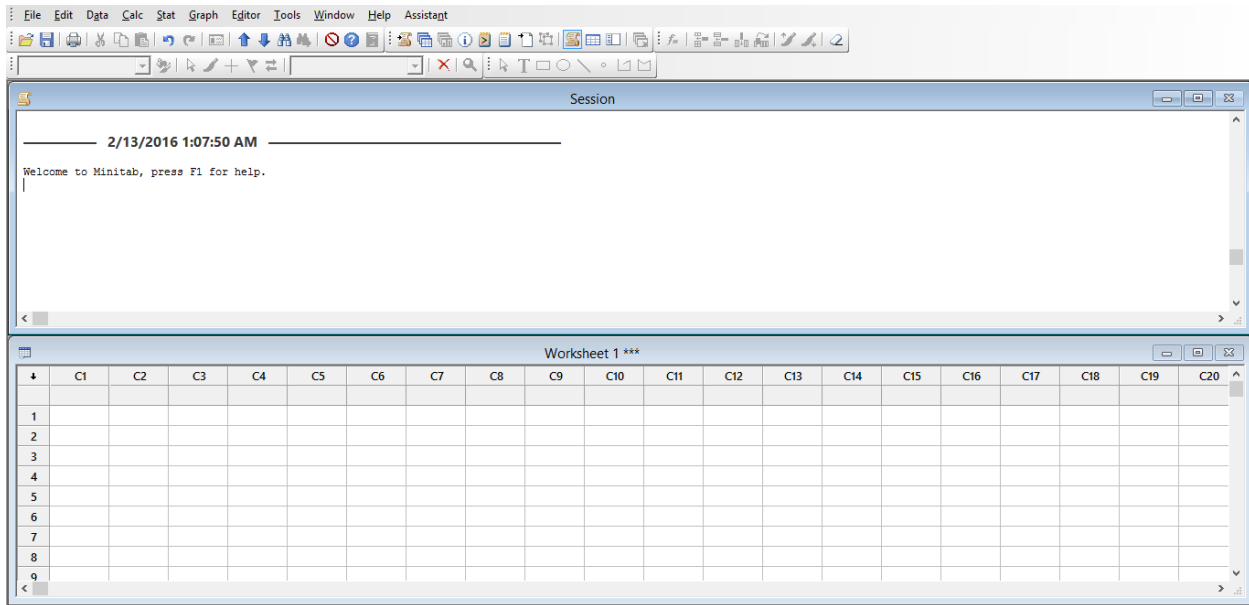 File Edit Data Calc Stat Graph Editor Tools Window Help Assistant
Session
2/13/2016 1:07:50 AM
Welcome to Minitab, press F1 for help.
Worksheet 1 ***
C1 C2 C3 C4 C5 C6 C7 C8 C9 C10 C11 C12 C13 C14 C15 C16 C17 C18 C19 C20
1
2
3
4
5
6
7
8
9